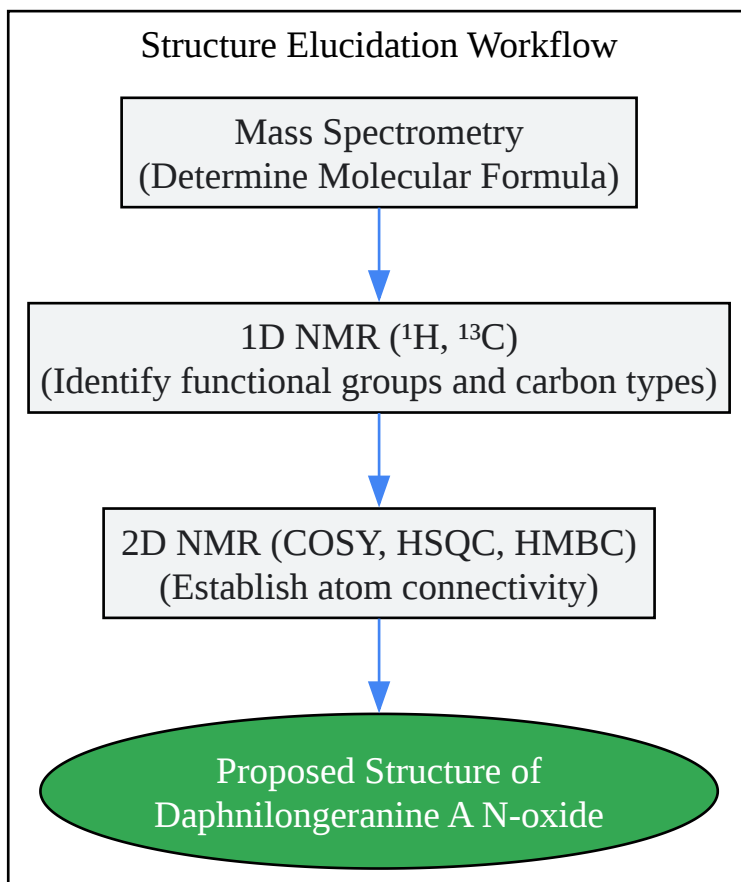 Structure Elucidation Workflow
Mass Spectrometry
(Determine Molecular Formula)
1D NMR (¹H, ¹³C)
(Identify functional groups and carbon types)
2D NMR (COSY, HSQC, HMBC)
(Establish atom connectivity)
Proposed Structure of
Daphnilongeranine A N-oxide